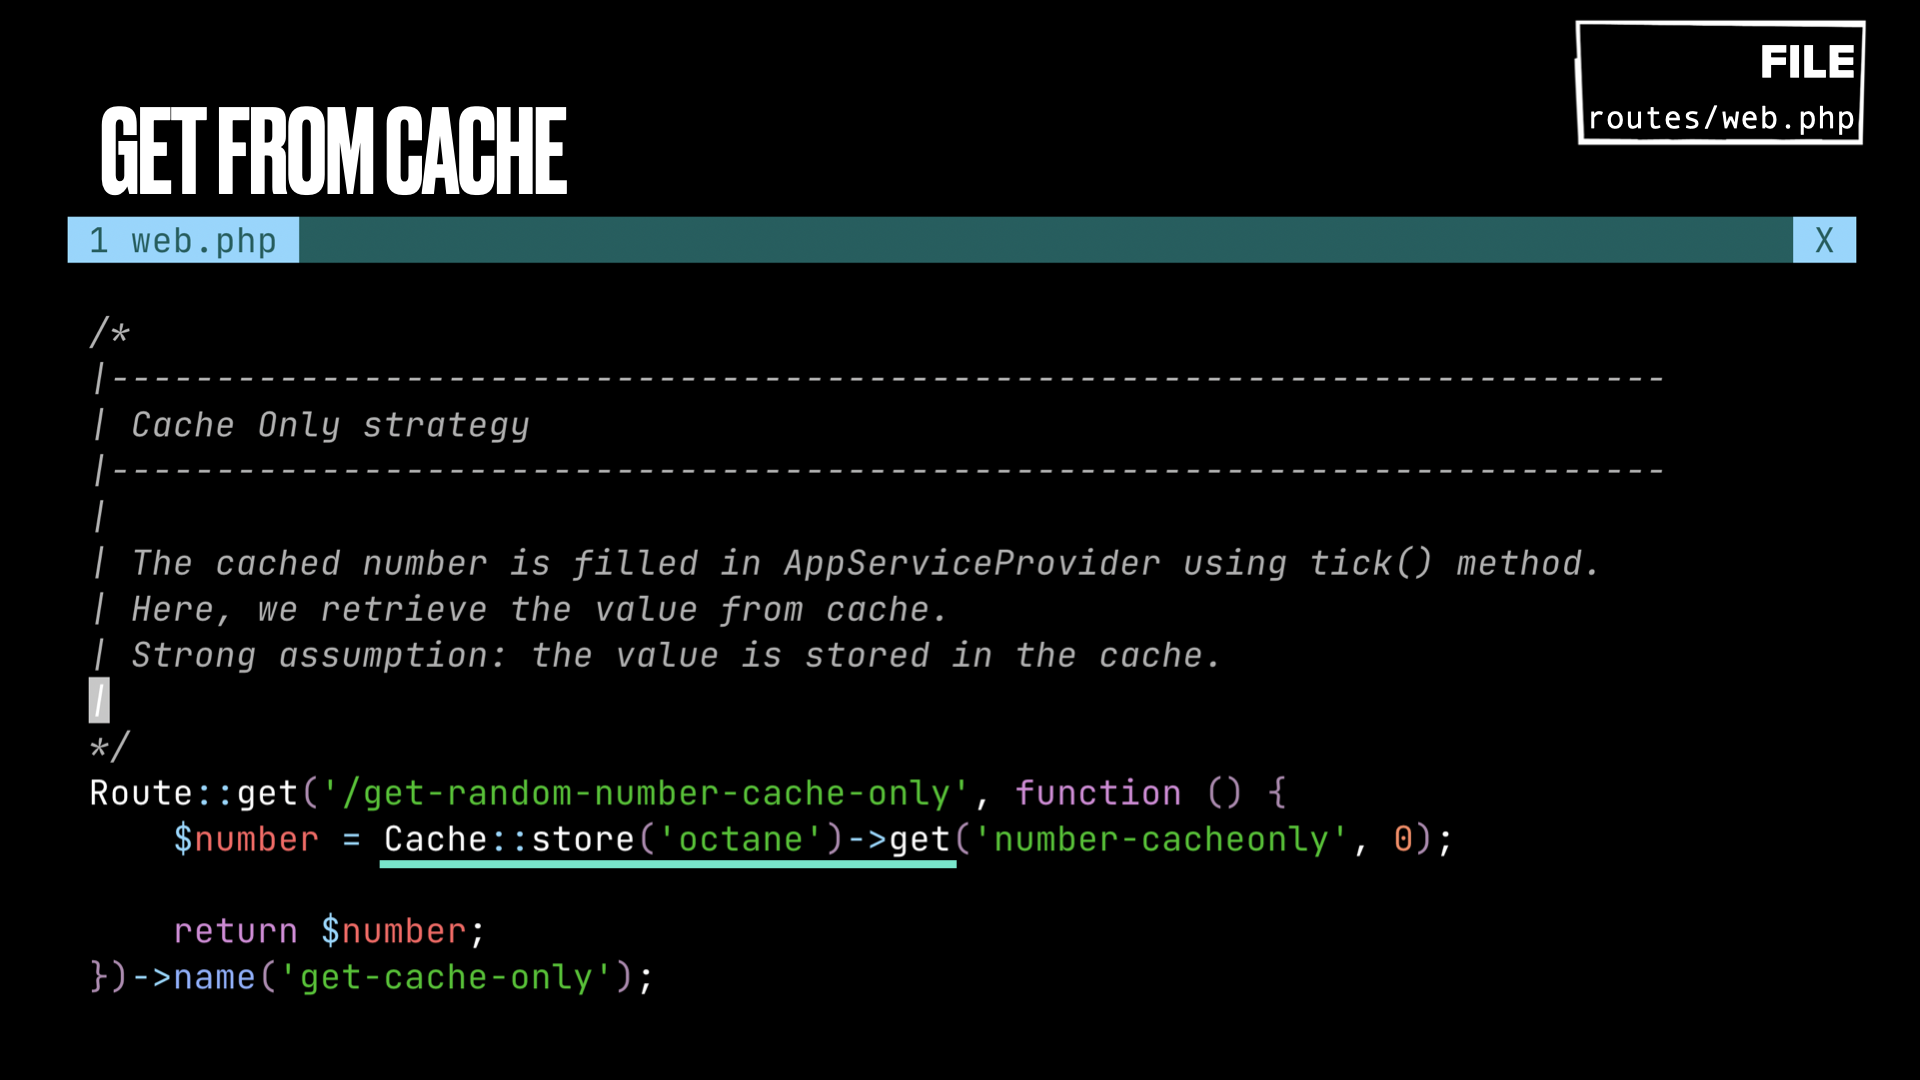 FILE
routes/web.php
GET FROM CACHE
1 web.php X
/*
|--------------------------------------------------------------------------
| Cache Only strategy
|--------------------------------------------------------------------------
|
| The cached number is filled in AppServiceProvider using tick() method.
| Here, we retrieve the value from cache.
| Strong assumption: the value is stored in the cache.
|
*/
Route::get('/get-random-number-cache-only', function () {
    $number = Cache::store('octane')->get('number-cacheonly', 0);
    return $number;
})->name('get-cache-only');